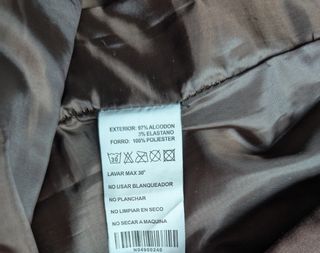 EXTERIOR: 97% ALGODON
3% ELASTANO
FORRO: 100% POLIESTER
LAVAR MAX 30°
NO USAR BLANQUEADOR
NO PLANCHAR
NO LIMPIAR EN SECO
NO SECAR A MAQUINA